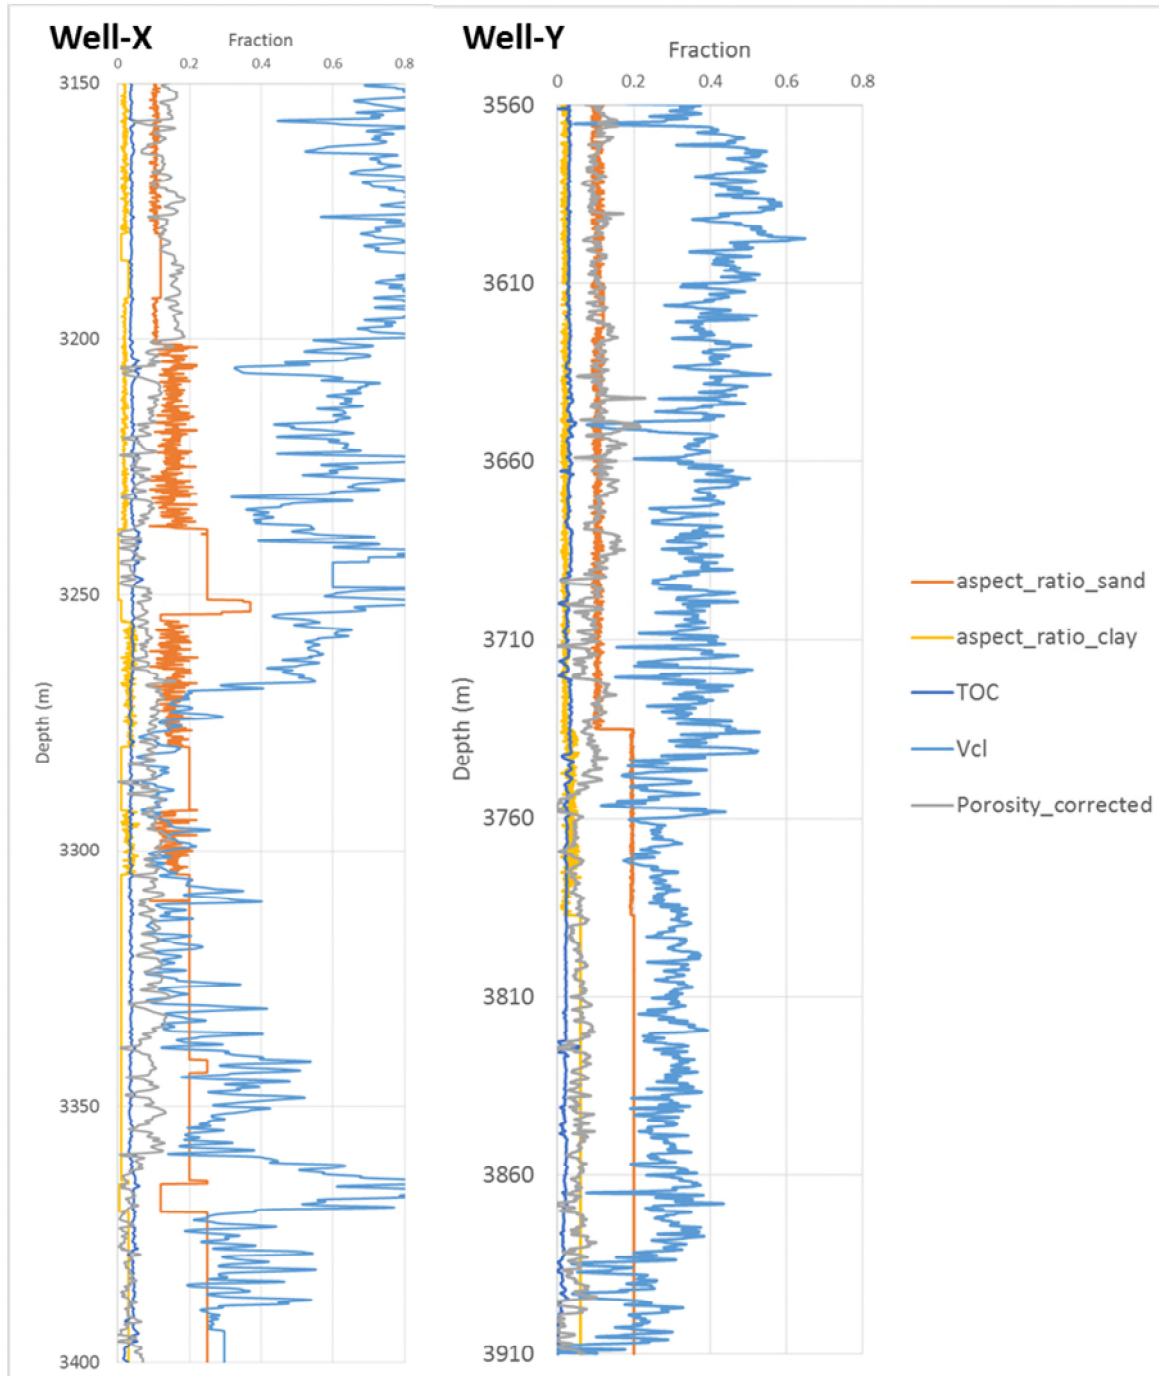 Well-X
Fraction
0 0.2 0.4 0.6 0.8
3150
3200
3250
3300
3350
3400
Depth (m)
Well-Y
Fraction
0 0.2 0.4 0.6 0.8
3560
3610
3660
3710
3760
3810
3860
3910
Depth (m)
aspect_ratio_sand
aspect_ratio_clay
TOC
Vcl
Porosity_corrected